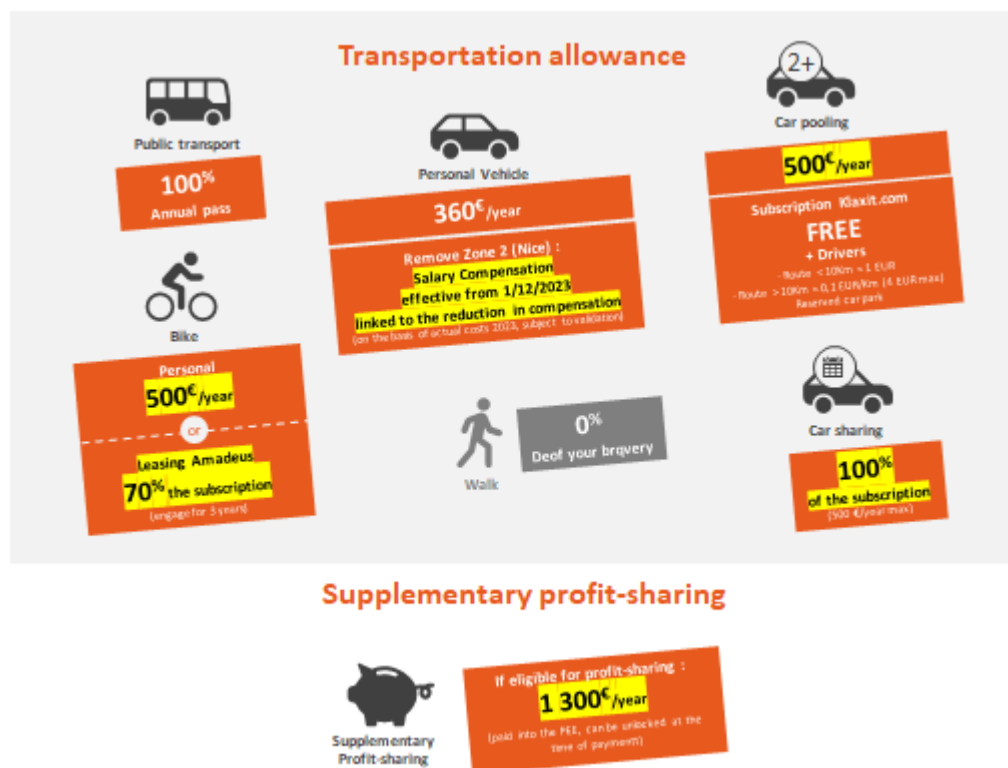 Transportation allowance
Public transport
100%
Annual pass
Personal Vehicle
360€/year
Remove Zone 2 (Nice) :
Salary Compensation
effective from 1/12/2023
linked to the reduction in compensation
(on the basis of actual costs 2023, subject to validation)
2+
Car pooling
500€/year
Subscription Klaxit.com
FREE
+ Drivers
- Route <10Km = 1 EUR
- Route >10Km = 0,1 EUR/Km (4 EUR max)
Reserved car park
Bike
Personal
500€/year
or
Leasing Amadeus
70% the subscription
(engage for 3 years)
Walk
0%
Deof your brqvery
Car sharing
100%
of the subscription
(500 €/year max)
Supplementary profit-sharing
Supplementary
Profit-sharing
If eligible for profit-sharing :
1 300€/year
(paid into the PEE, can be unlocked at the
time of payment)